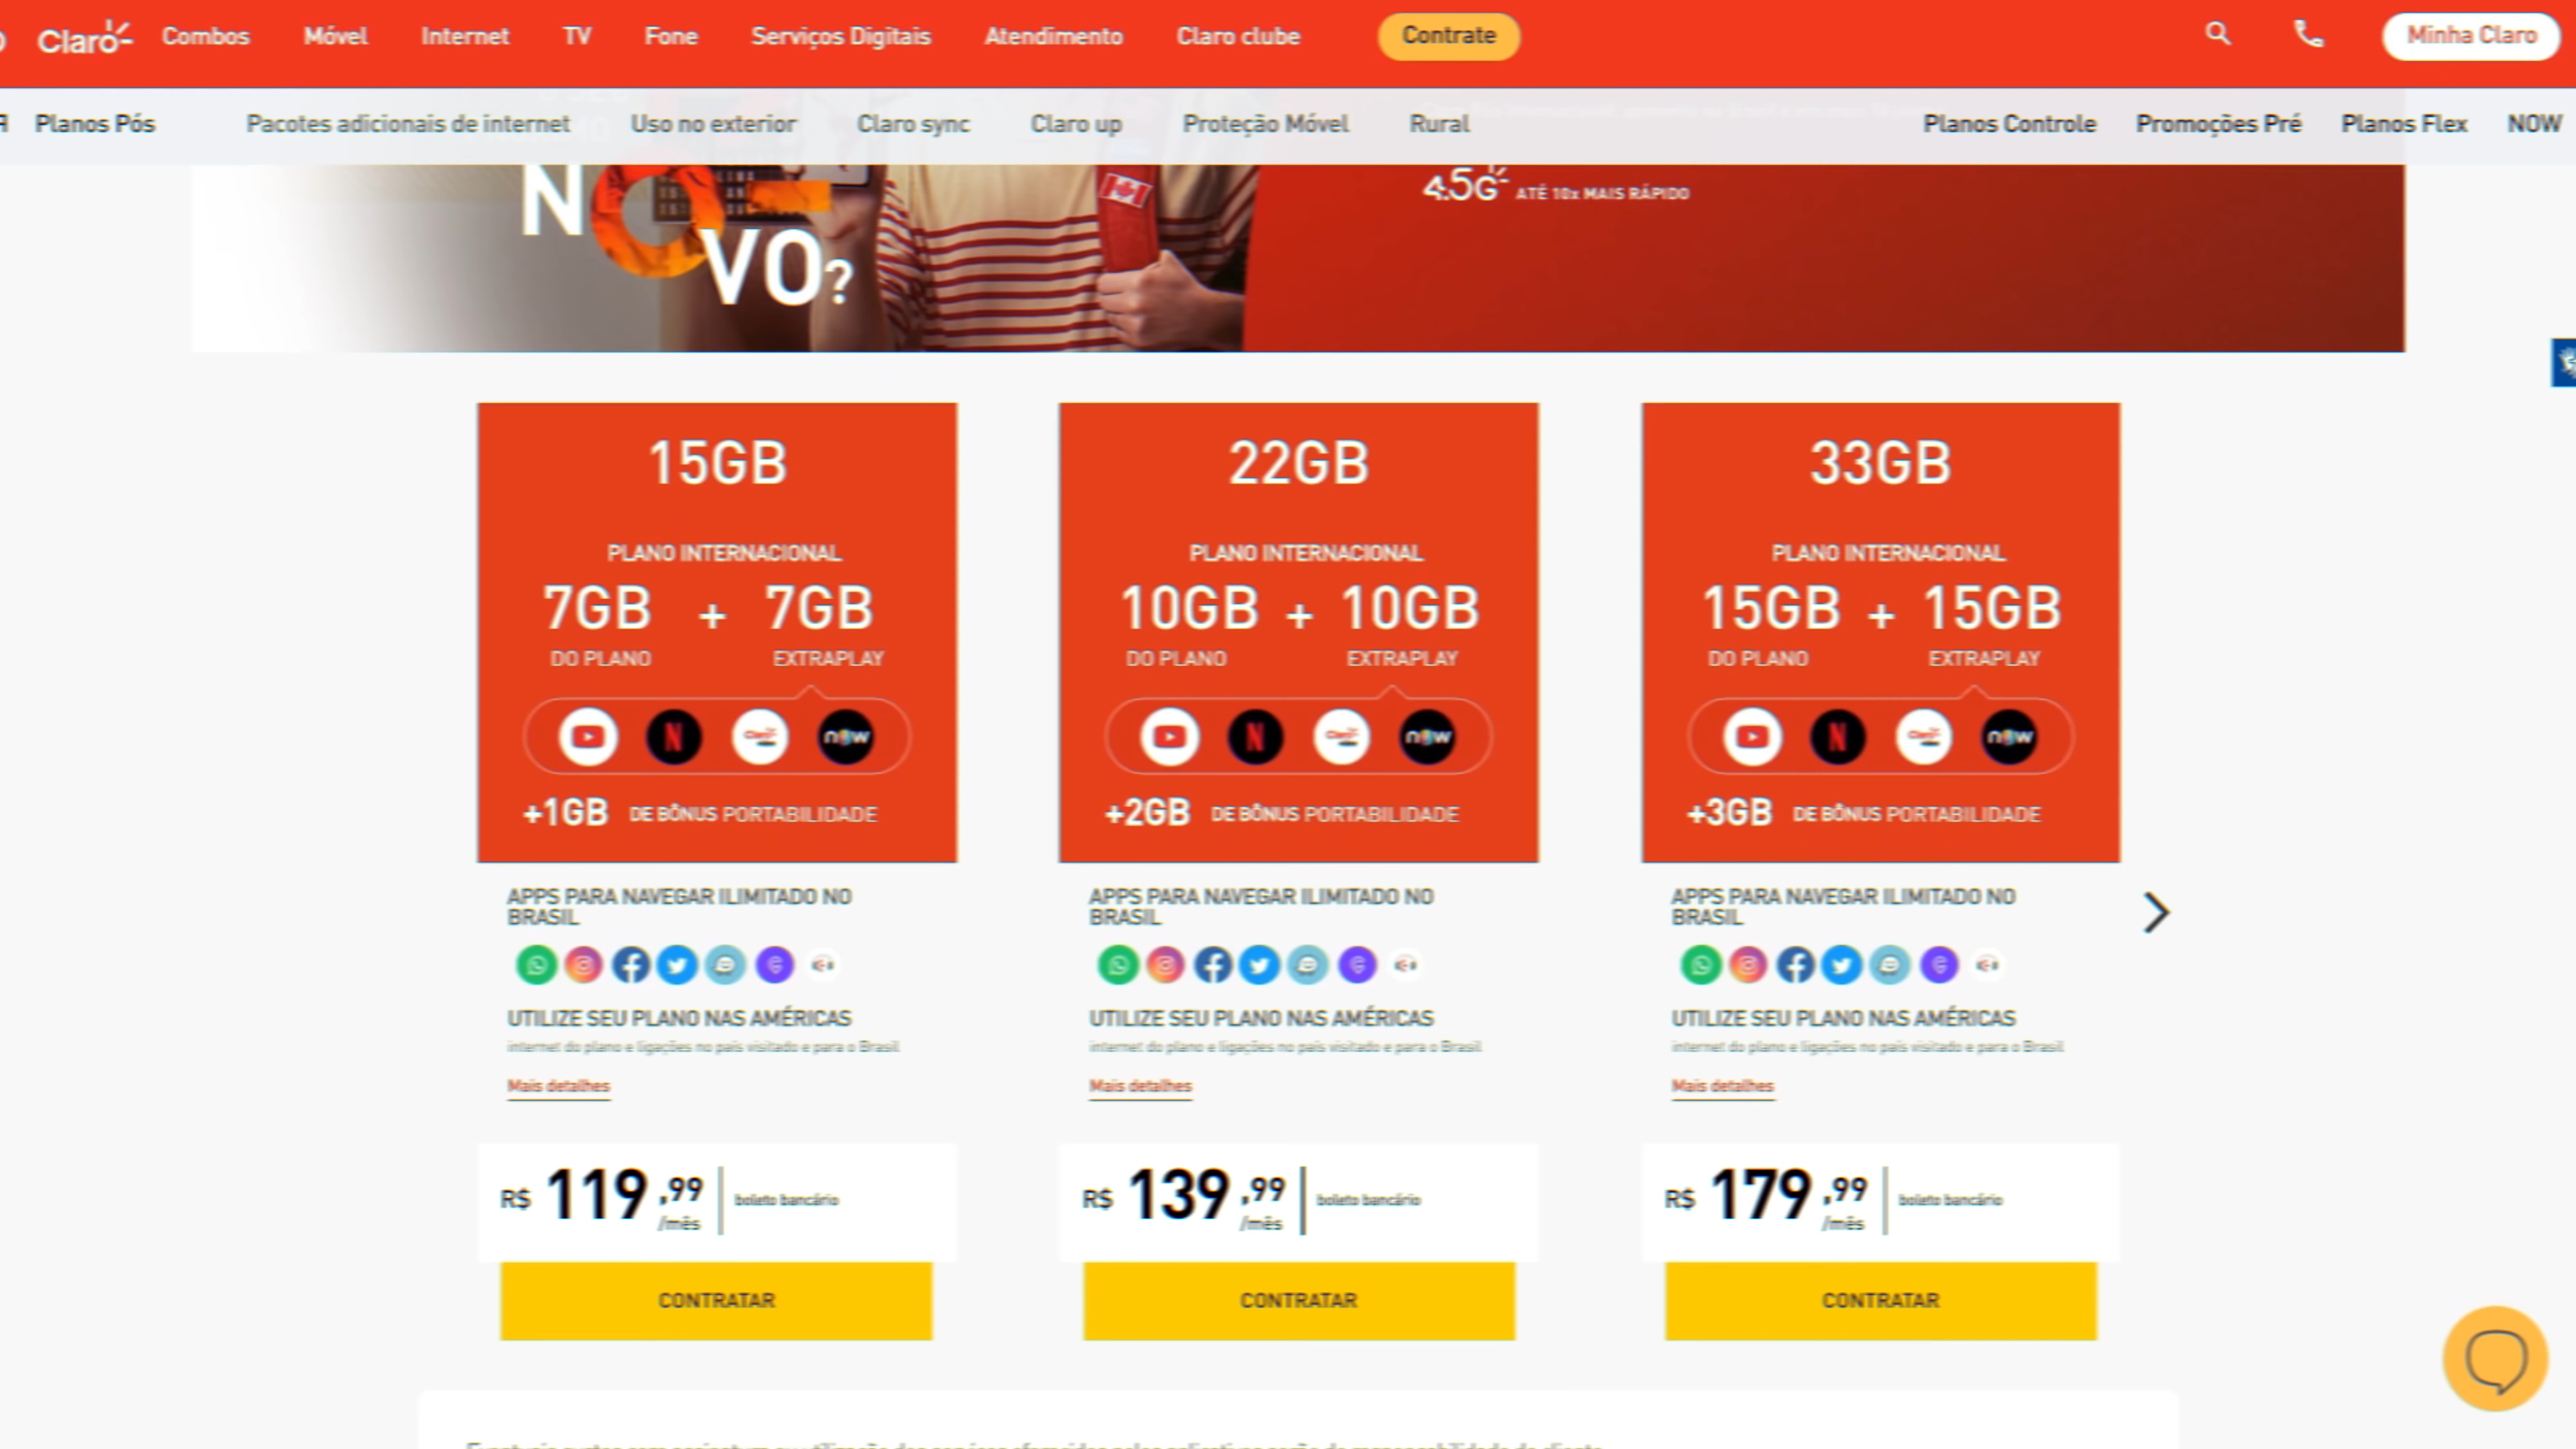 Claro
Combos
Móvel
Internet
TV
Fone
Serviços Digitais
Atendimento
Claro clube
Contrate
Minha Claro
Planos Pós
Pacotes adicionais de internet
Uso no exterior
Claro sync
Claro up
Proteção Móvel
Rural
Planos Controle
Promoções Pré
Planos Flex
NOW
NO
VO?
4.5G ATÉ 10x MAIS RÁPIDO
15GB
PLANO INTERNACIONAL
7GB + 7GB
DO PLANO EXTRAPLAY
now
+1GB DE BÔNUS PORTABILIDADE
APPS PARA NAVEGAR ILIMITADO NO
BRASIL
UTILIZE SEU PLANO NAS AMÉRICAS
internet do plano e ligações no país visitado e para o Brasil
Mais detalhes
R$ 119,99
/mês
boleto bancário
CONTRATAR
22GB
PLANO INTERNACIONAL
10GB + 10GB
DO PLANO EXTRAPLAY
now
+2GB DE BÔNUS PORTABILIDADE
APPS PARA NAVEGAR ILIMITADO NO
BRASIL
UTILIZE SEU PLANO NAS AMÉRICAS
internet do plano e ligações no país visitado e para o Brasil
Mais detalhes
R$ 139,99
/mês
boleto bancário
CONTRATAR
33GB
PLANO INTERNACIONAL
15GB + 15GB
DO PLANO EXTRAPLAY
now
+3GB DE BÔNUS PORTABILIDADE
APPS PARA NAVEGAR ILIMITADO NO
BRASIL
UTILIZE SEU PLANO NAS AMÉRICAS
internet do plano e ligações no país visitado e para o Brasil
Mais detalhes
R$ 179,99
/mês
boleto bancário
CONTRATAR